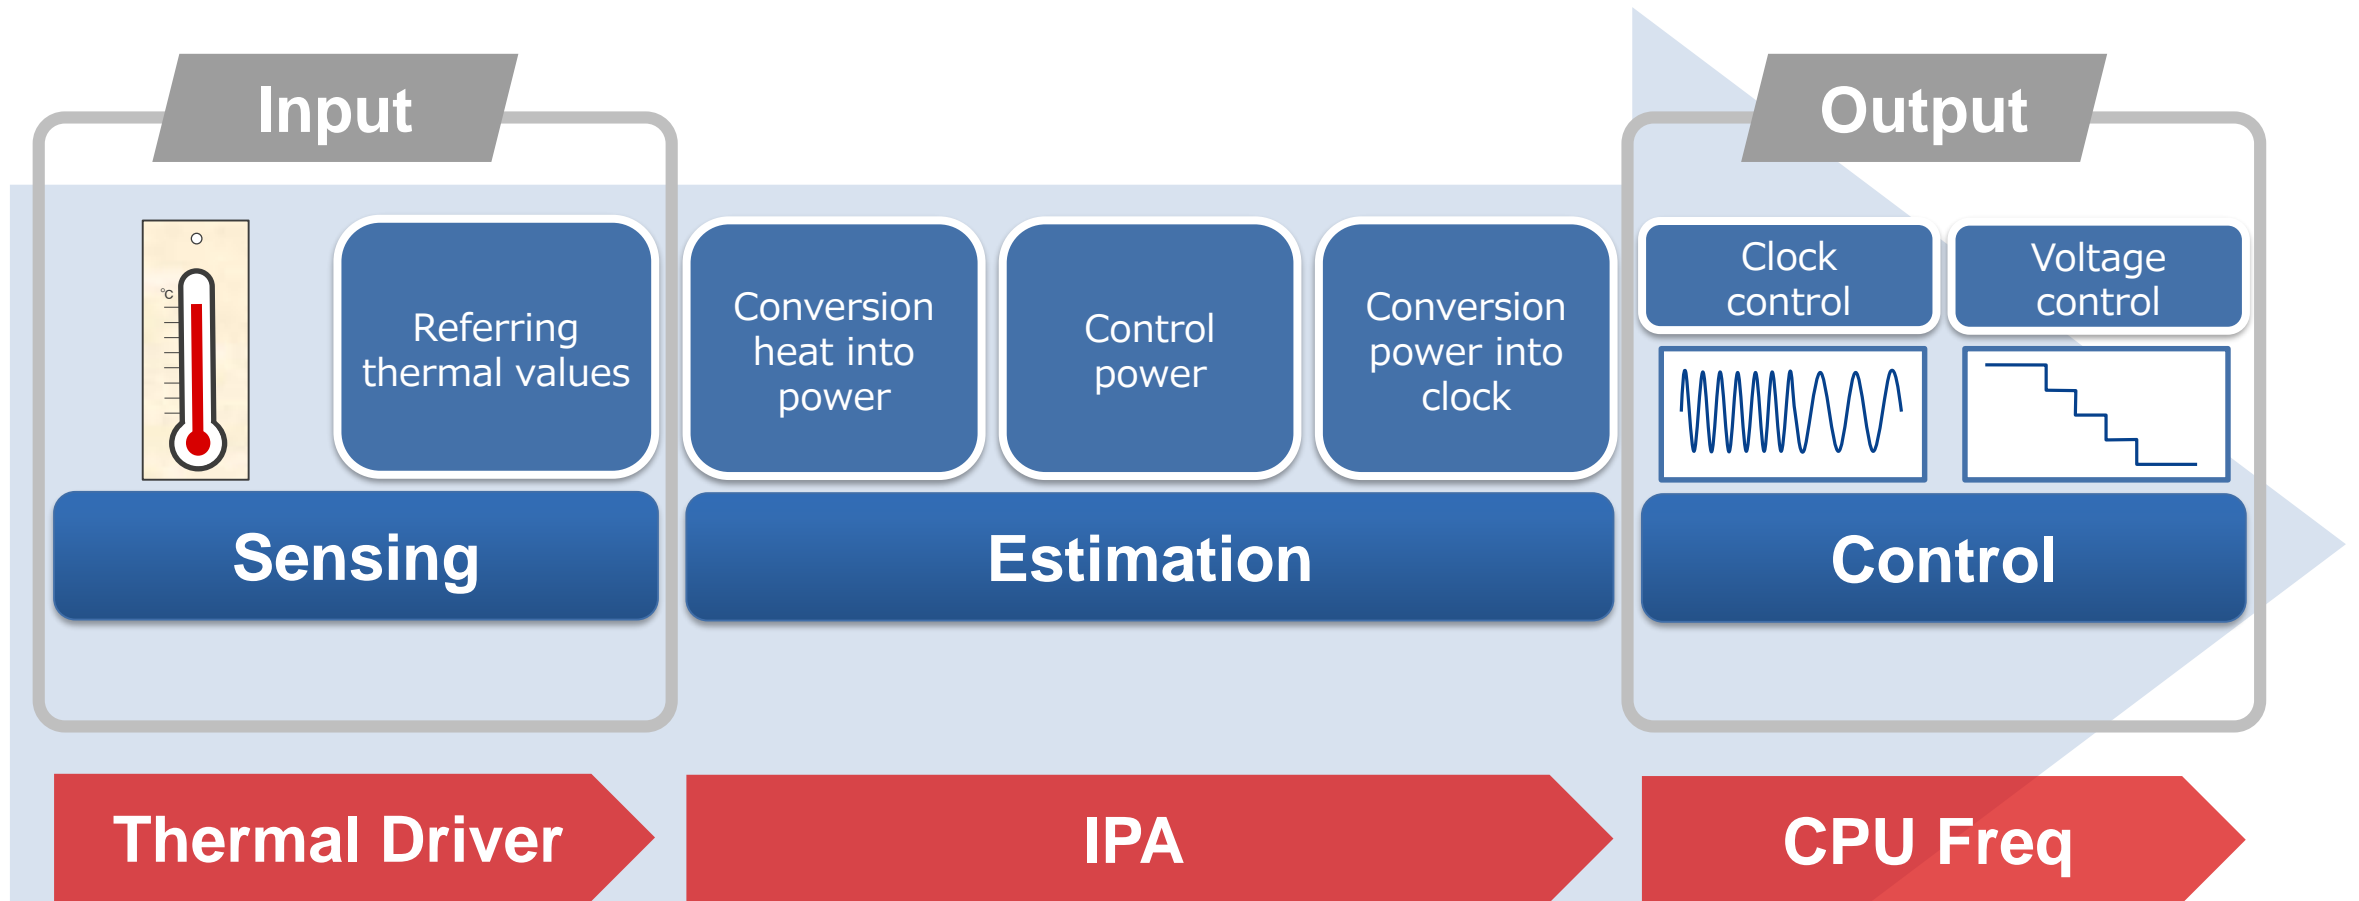 Input
Output
°C
Referring
thermal values
Conversion
heat into
power
Control
power
Conversion
power into
clock
Clock
control
Voltage
control
Sensing
Estimation
Control
Thermal Driver
IPA
CPU Freq